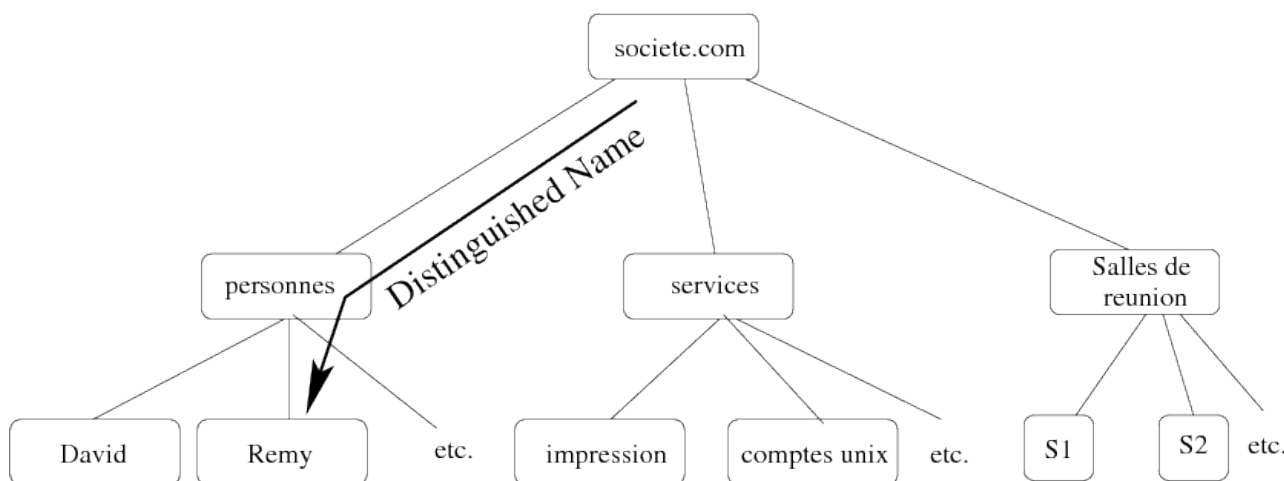 societe.com
Distinguished Name
personnes
services
Salles de
reunion
David
Remy
etc.
impression
comptes unix
etc.
S1
S2
etc.